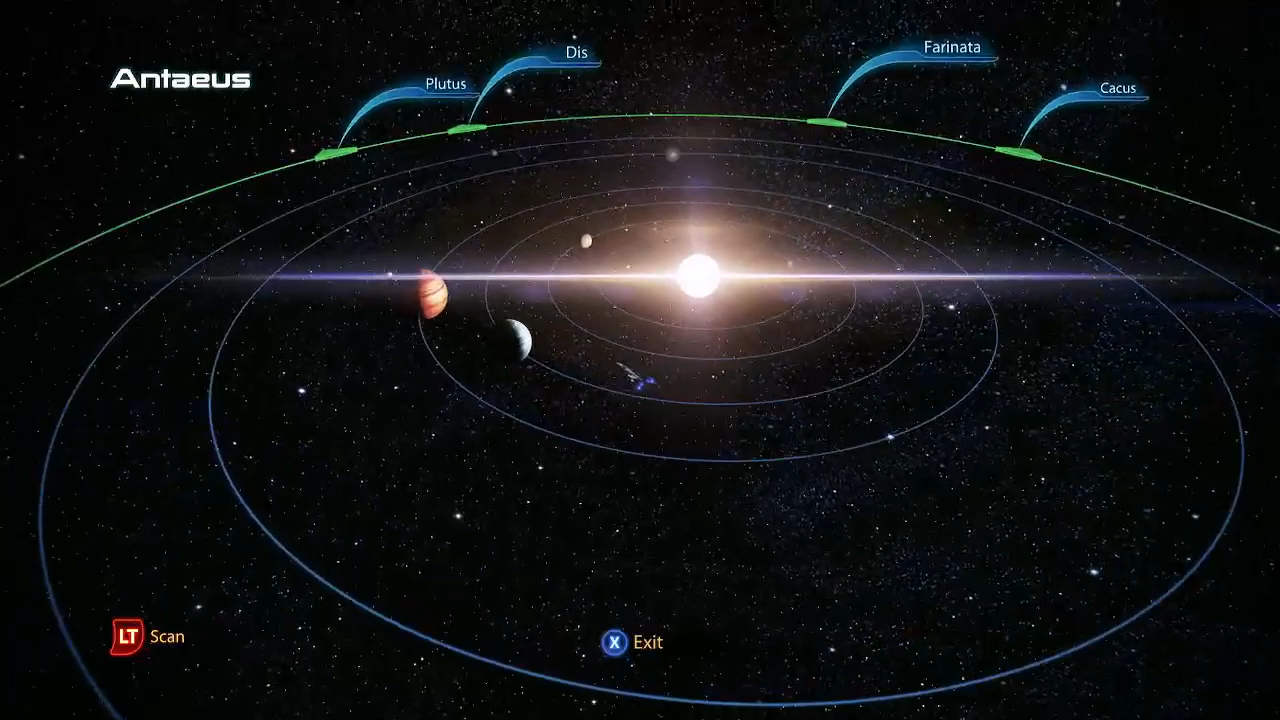 Antaeus
Plutus
Dis
Farinata
Cacus
LT Scan
X Exit